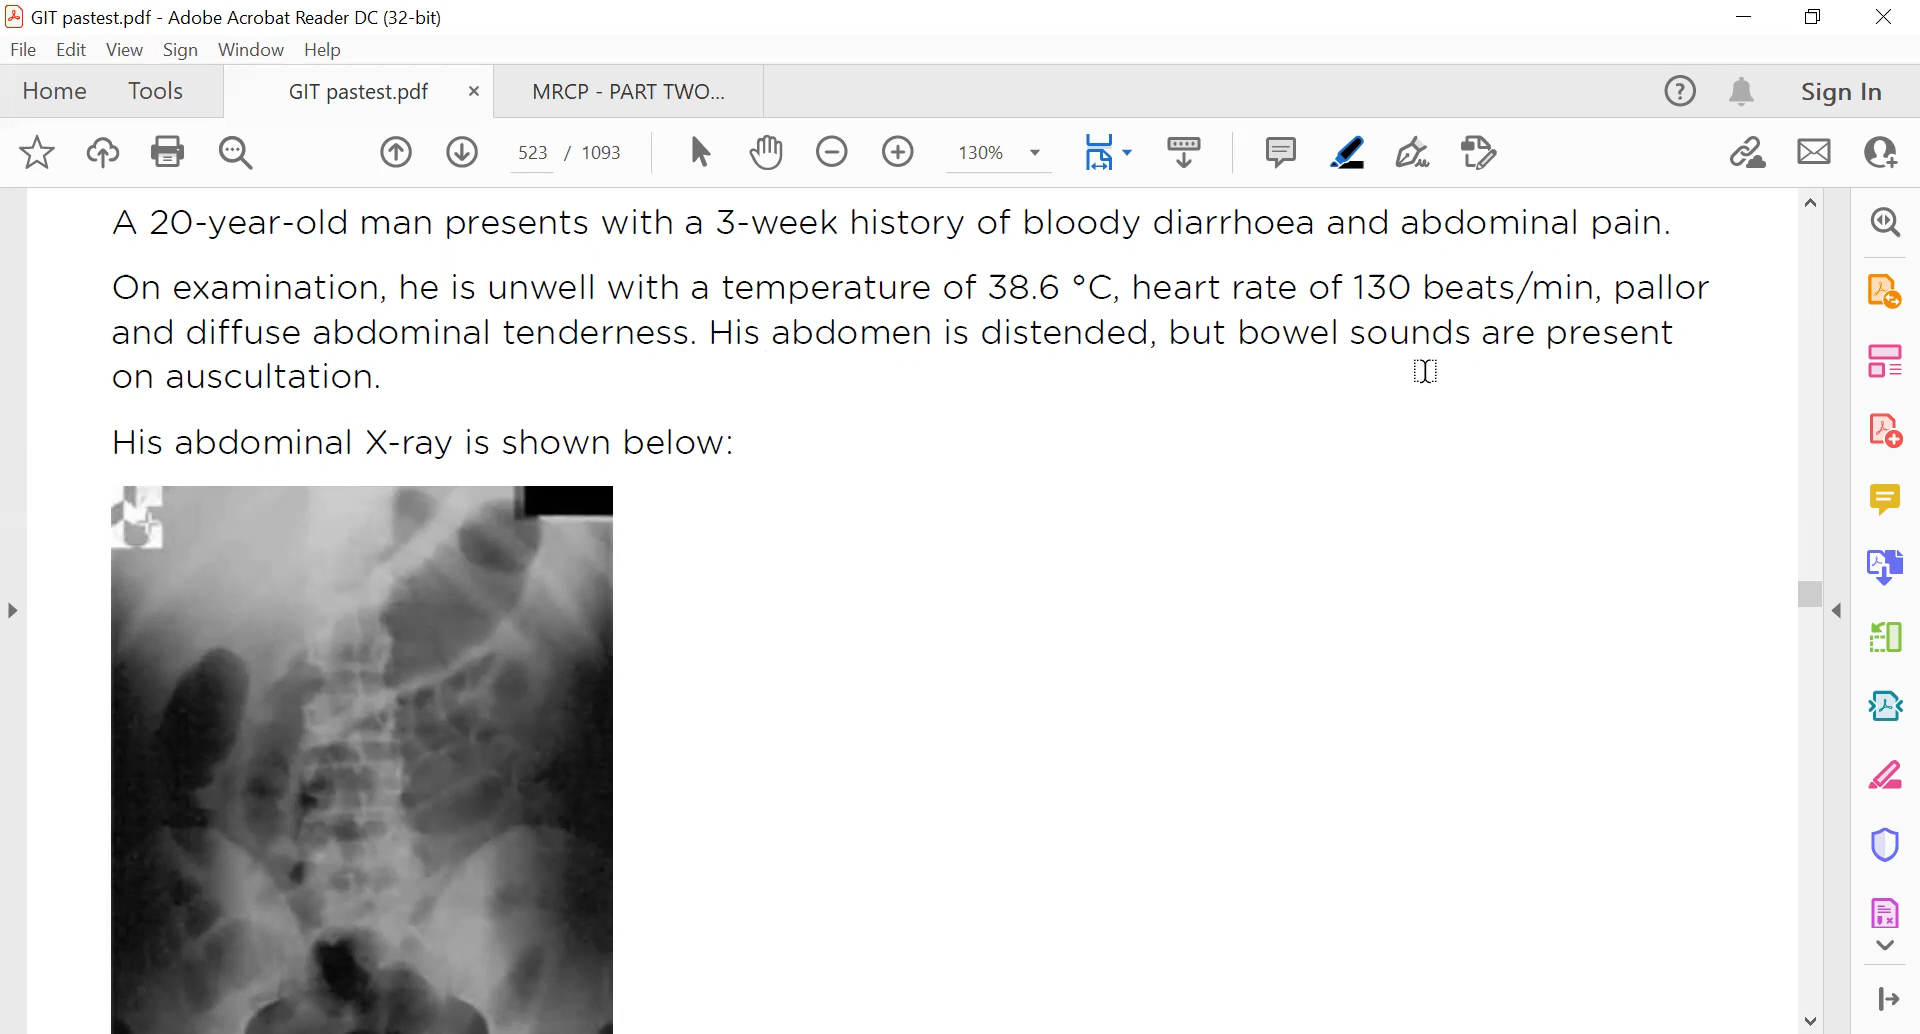 GIT pastest.pdf - Adobe Acrobat Reader DC (32-bit)
File Edit View Sign Window Help
Home Tools GIT pastest.pdf × MRCP - PART TWO... Sign In
523 / 1093 130%
A 20-year-old man presents with a 3-week history of bloody diarrhoea and abdominal pain.
On examination, he is unwell with a temperature of 38.6 °C, heart rate of 130 beats/min, pallor
and diffuse abdominal tenderness. His abdomen is distended, but bowel sounds are present
on auscultation.
His abdominal X-ray is shown below: